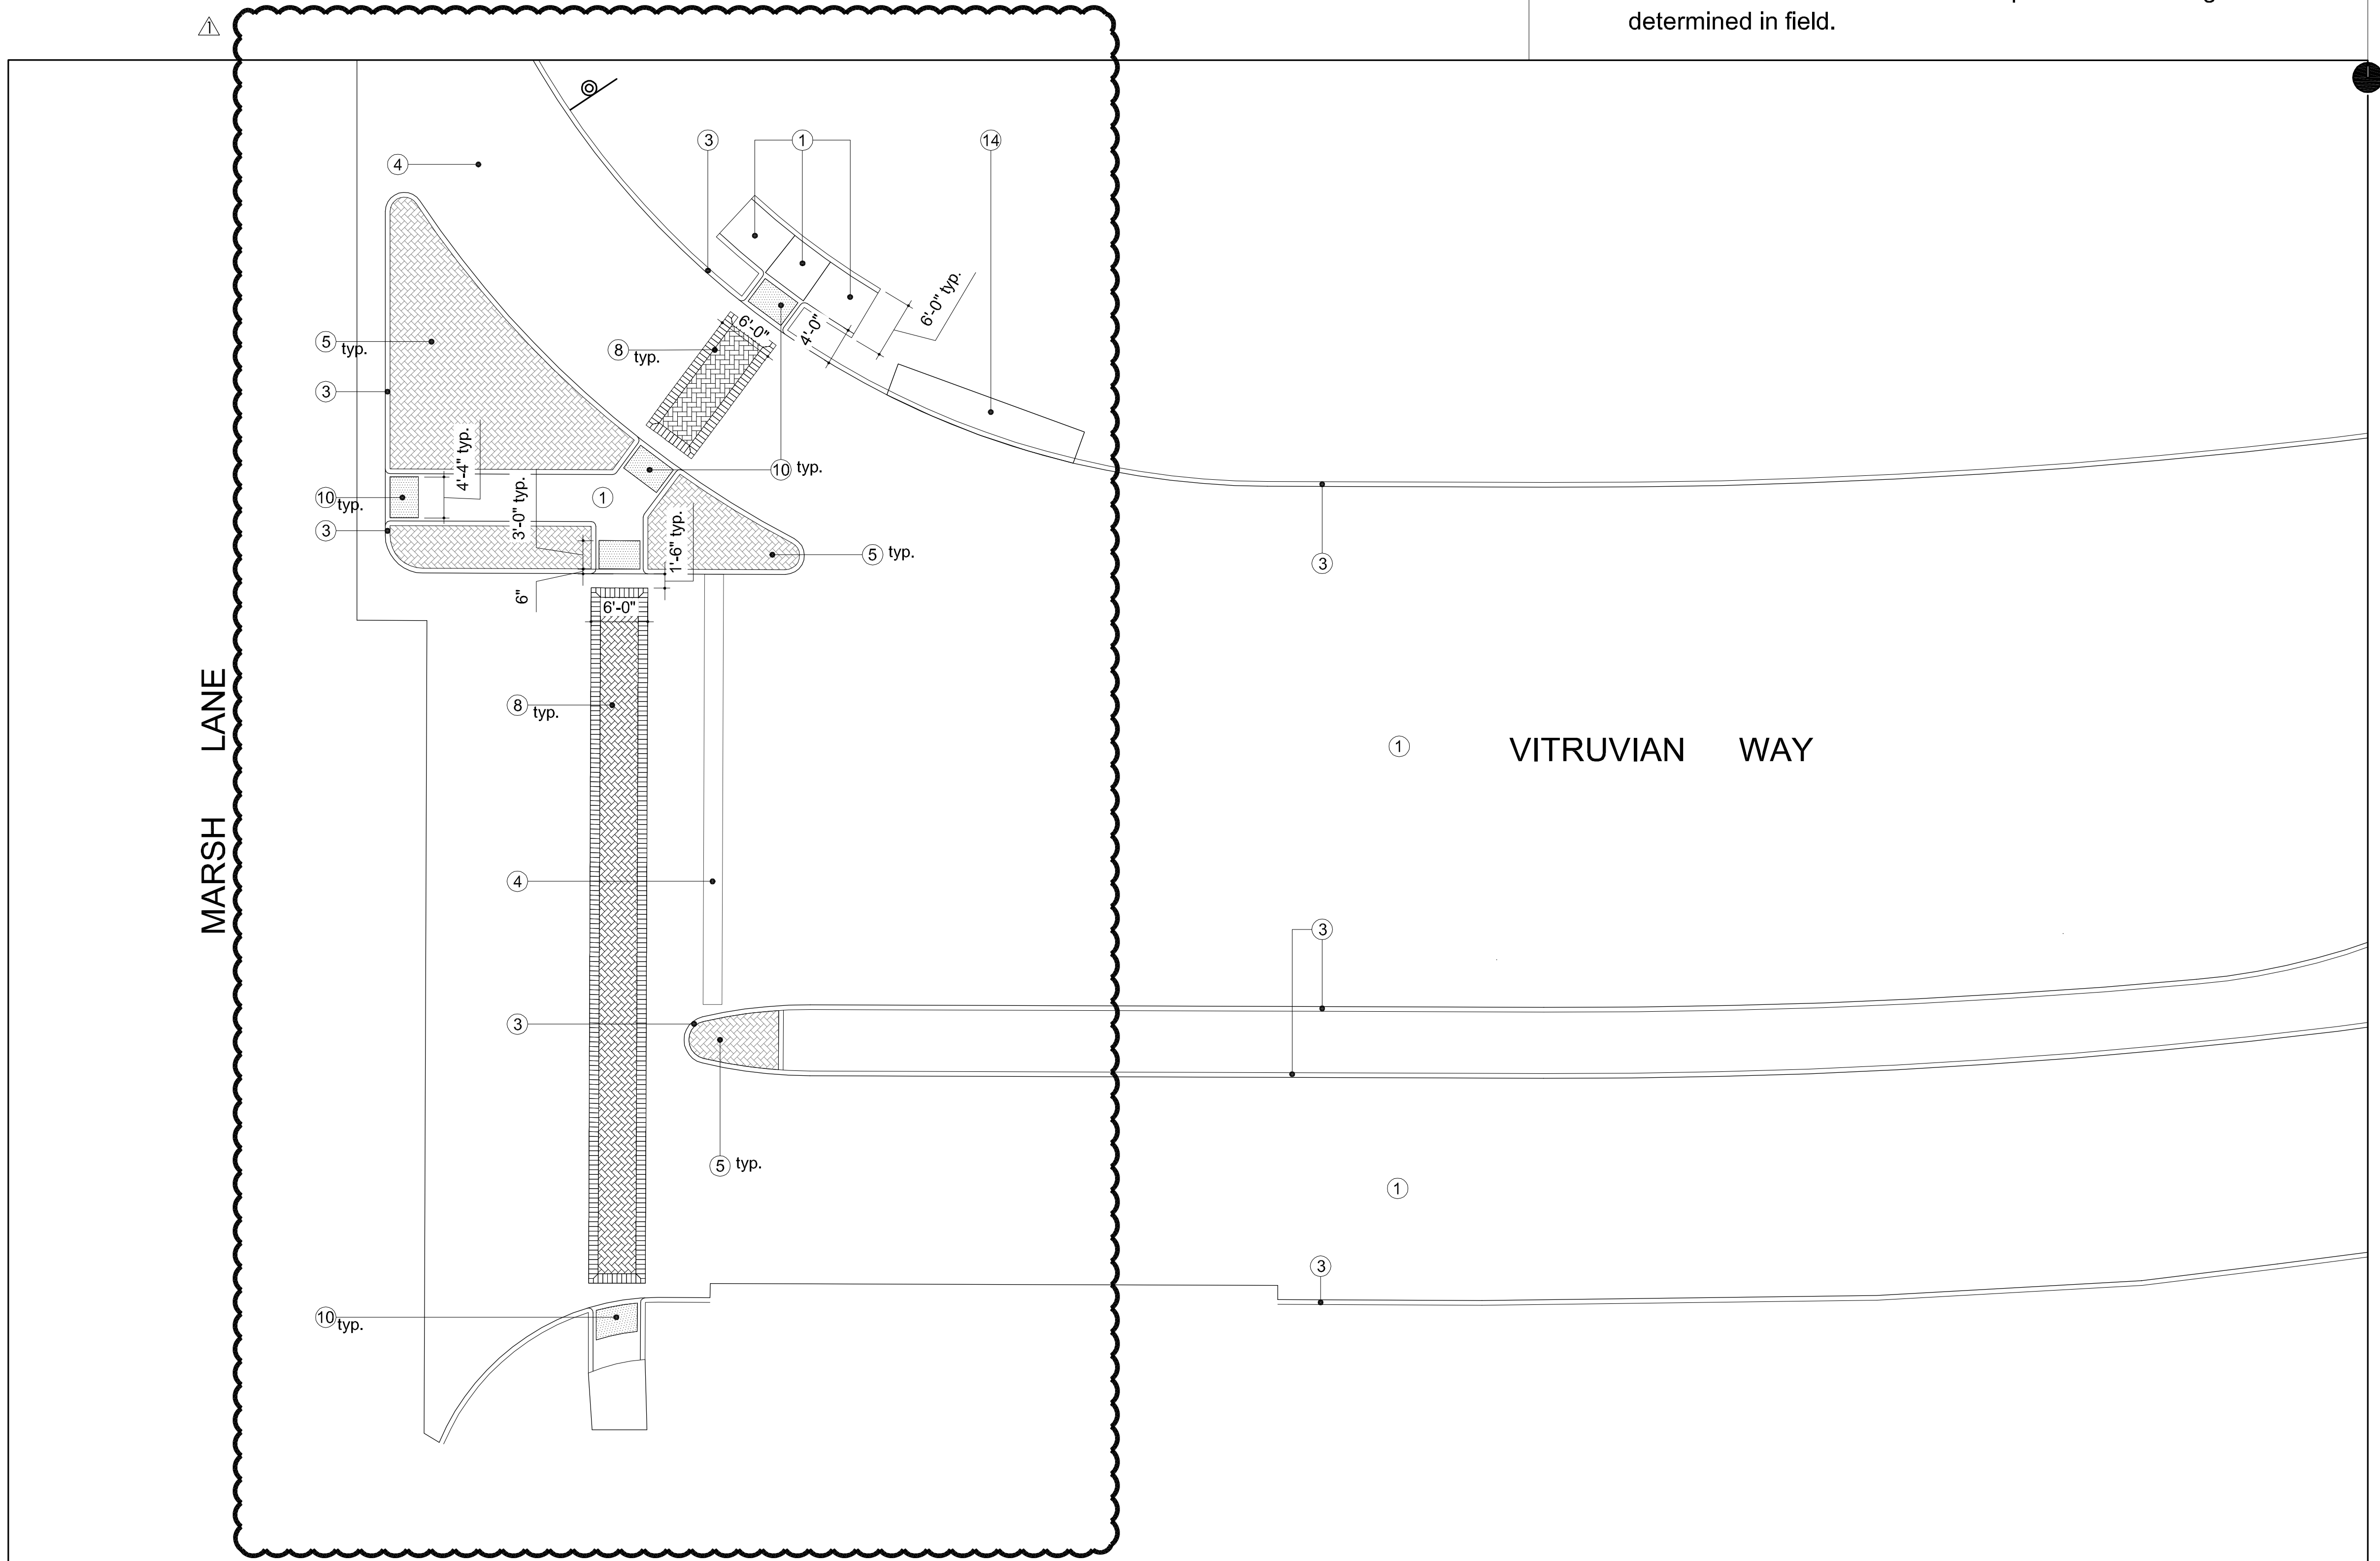 determined in field.
1
3
1
14
4
6'-0" typ.
6'-0"
4'-0"
5 typ.
8 typ.
3
4'-4" typ.
10 typ.
10 typ.
1
3'-0" typ.
3
1'-6" typ.
5 typ.
3
6"
6'-0"
8 typ.
MARSH LANE
1
VITRUVIAN WAY
4
3
3
5 typ.
1
3
10 typ.
1